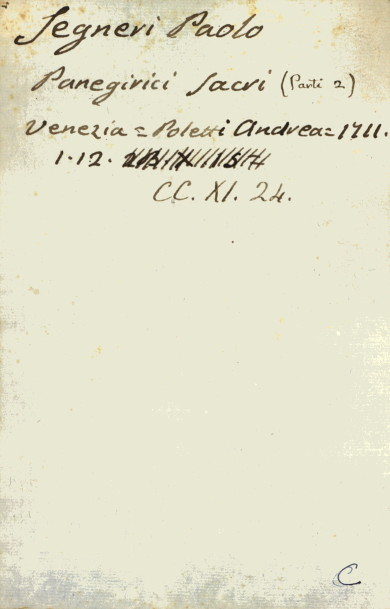 Segneri Paolo
Panegirici Sacri (Parti 2)
Venezia = Poletti Andrea = 1711.
1. 12.
CC. XI. 24.
C